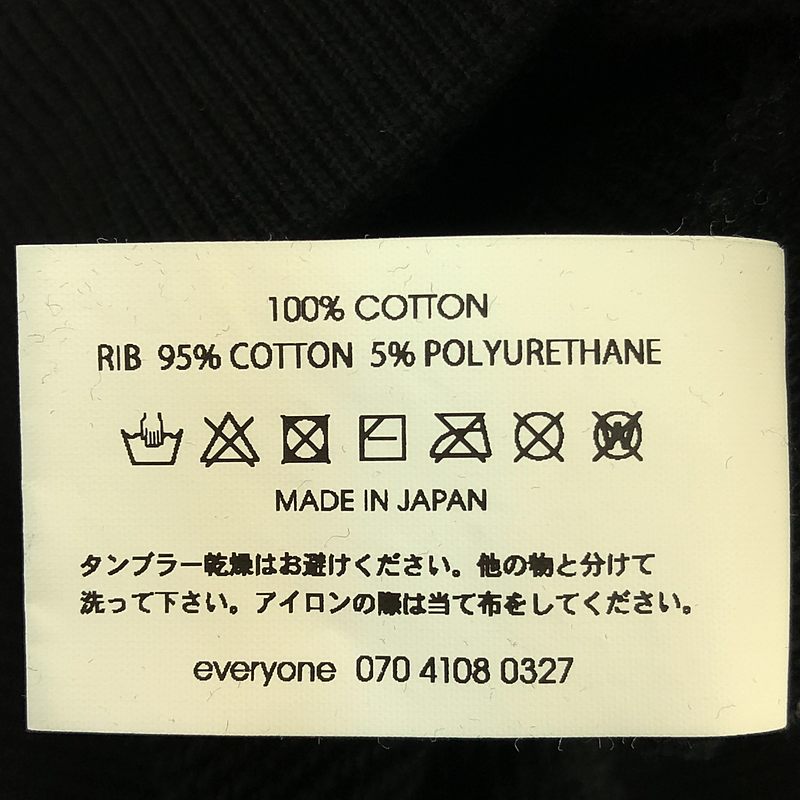 100% COTTON
RIB 95% COTTON 5% POLYURETHANE
W
MADE IN JAPAN
タンブラー乾燥はお避けください。他の物と分けて
洗って下さい。アイロンの際は当て布をしてください。
everyone 070 4108 0327